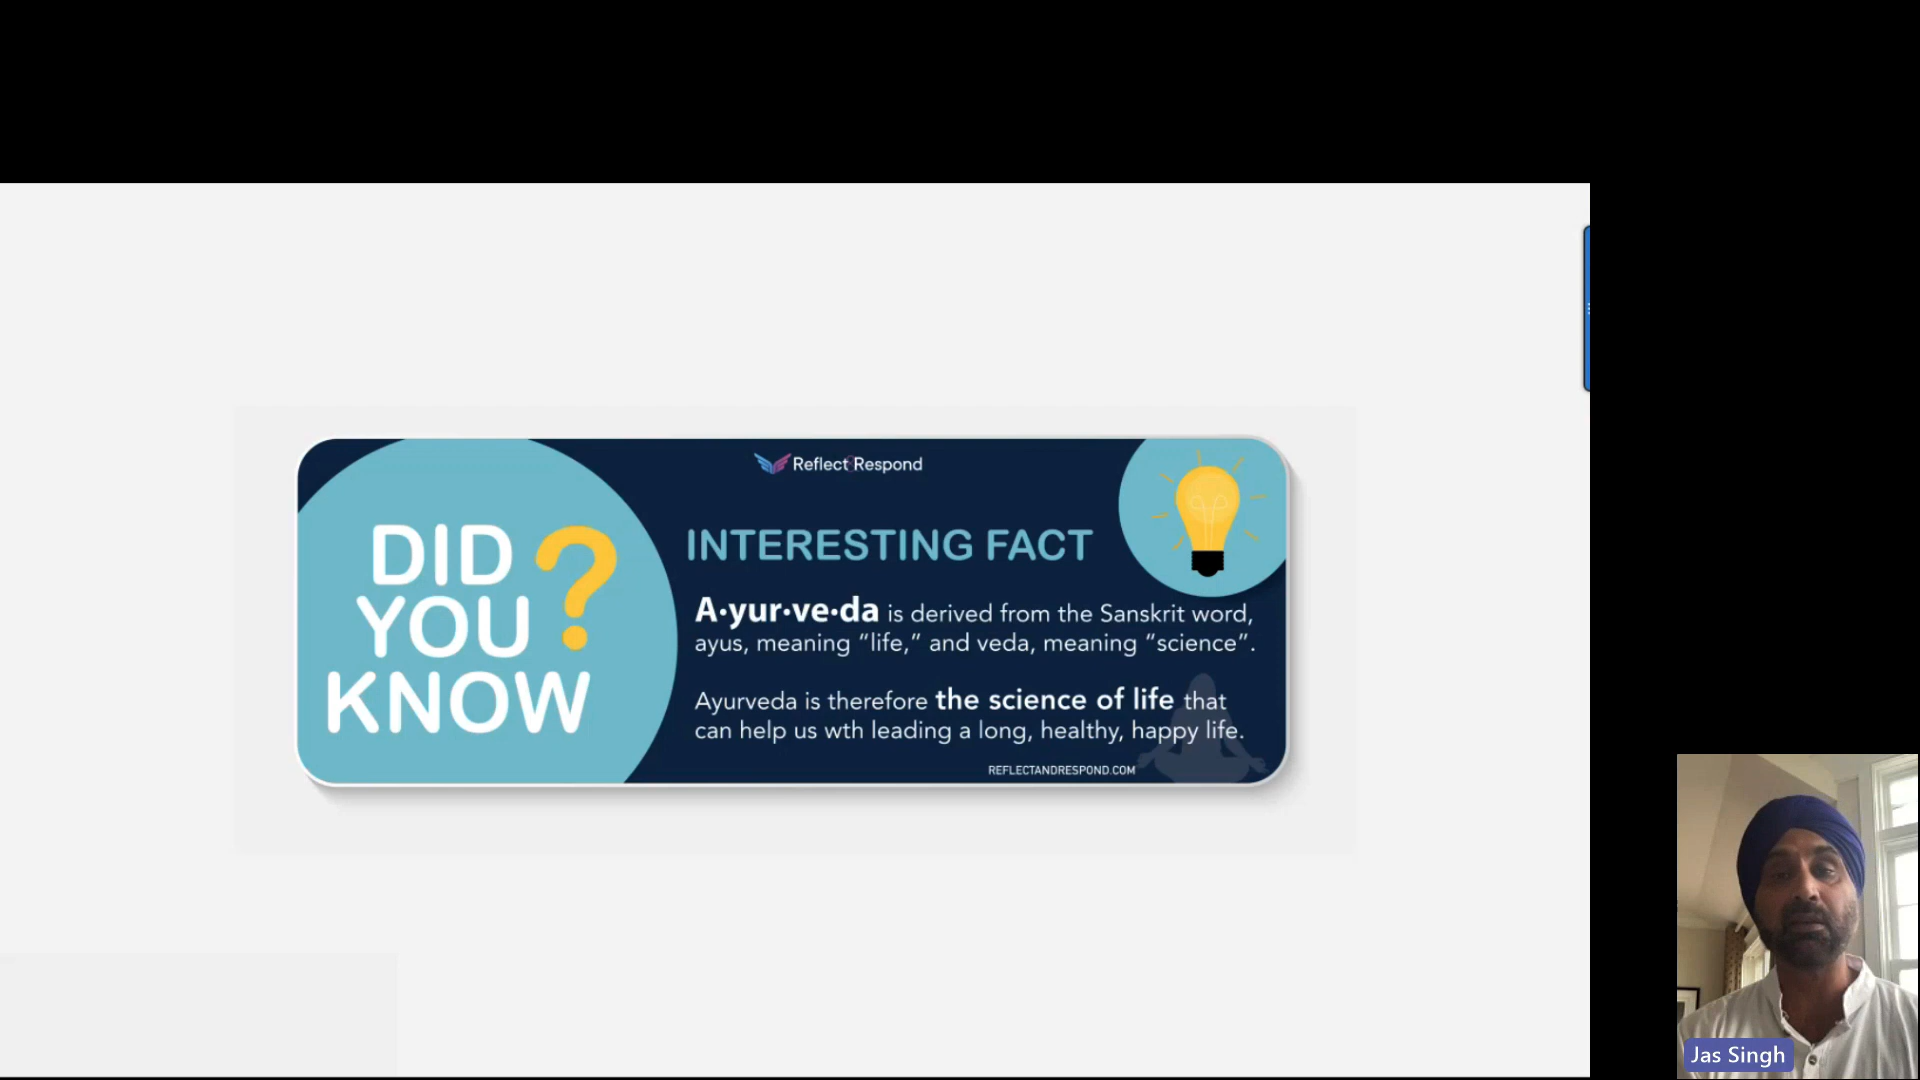 Reflect&Respond
DID
YOU
KNOW
?
INTERESTING FACT
A·yur·ve·da is derived from the Sanskrit word,
ayus, meaning “life,” and veda, meaning “science”.
Ayurveda is therefore the science of life that
can help us wth leading a long, healthy, happy life.
REFLECTANDRESPOND.COM
Jas Singh